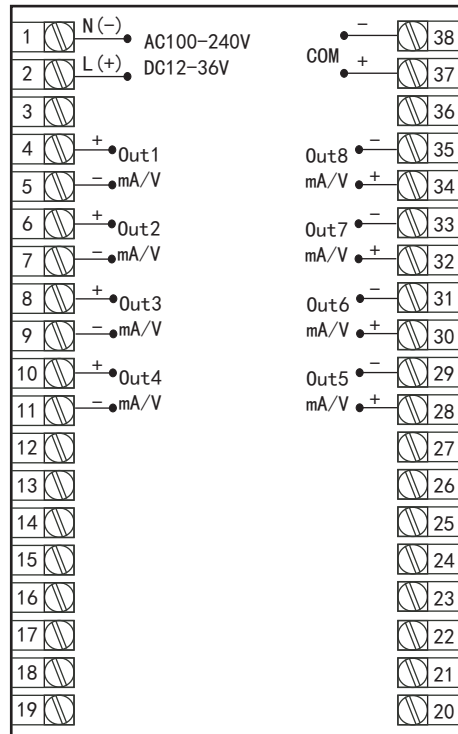 1 N(-) AC100-240V - 38
2 L(+) DC12-36V COM + 37
3 36
4 + Out1 Out8 - 35
5 - mA/V mA/V + 34
6 + Out2 Out7 - 33
7 - mA/V mA/V + 32
8 + Out3 Out6 - 31
9 - mA/V mA/V + 30
10 + Out4 Out5 - 29
11 - mA/V mA/V + 28
12 27
13 26
14 25
15 24
16 23
17 22
18 21
19 20